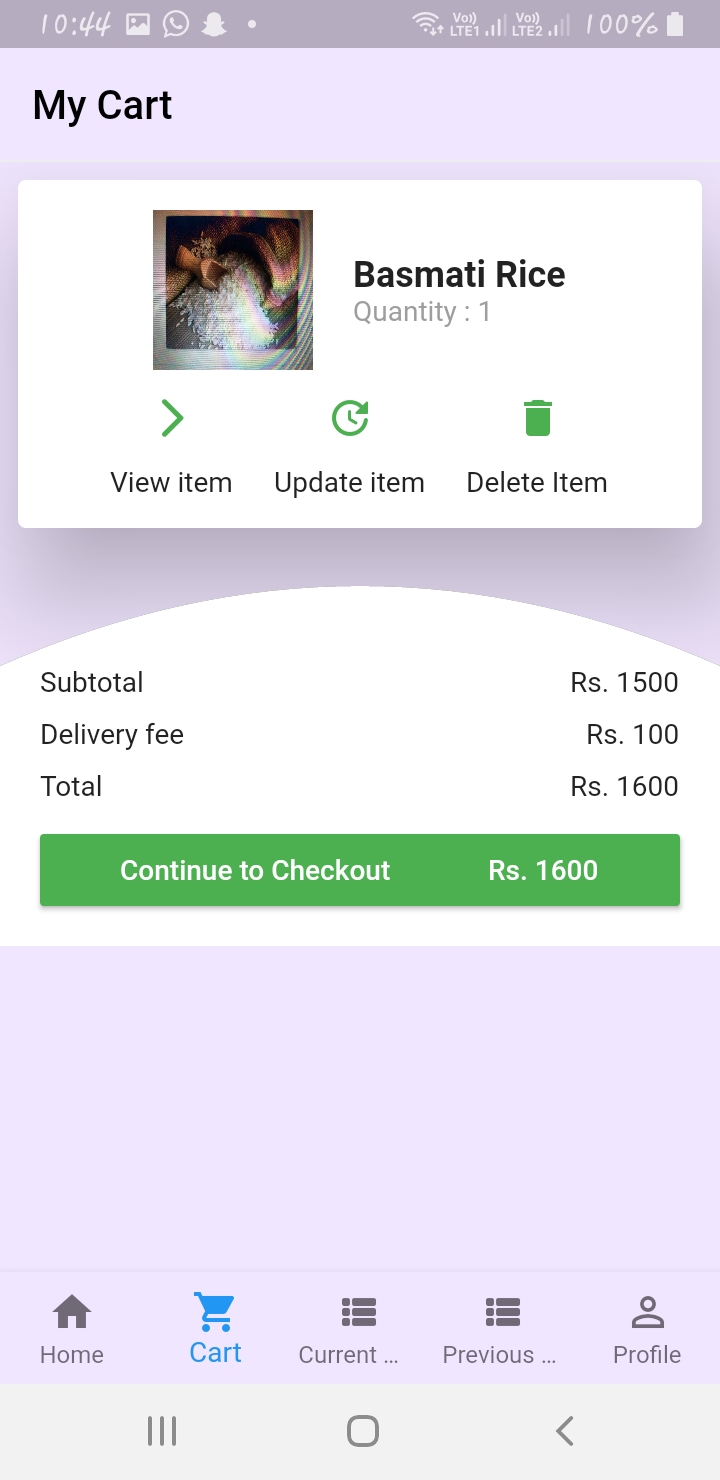 10:44 Vo)) LTE1 Vo)) LTE2 100%
My Cart
Basmati Rice
Quantity : 1
View item Update item Delete Item
Subtotal Rs. 1500
Delivery fee Rs. 100
Total Rs. 1600
Continue to Checkout Rs. 1600
Home Cart Current ... Previous ... Profile